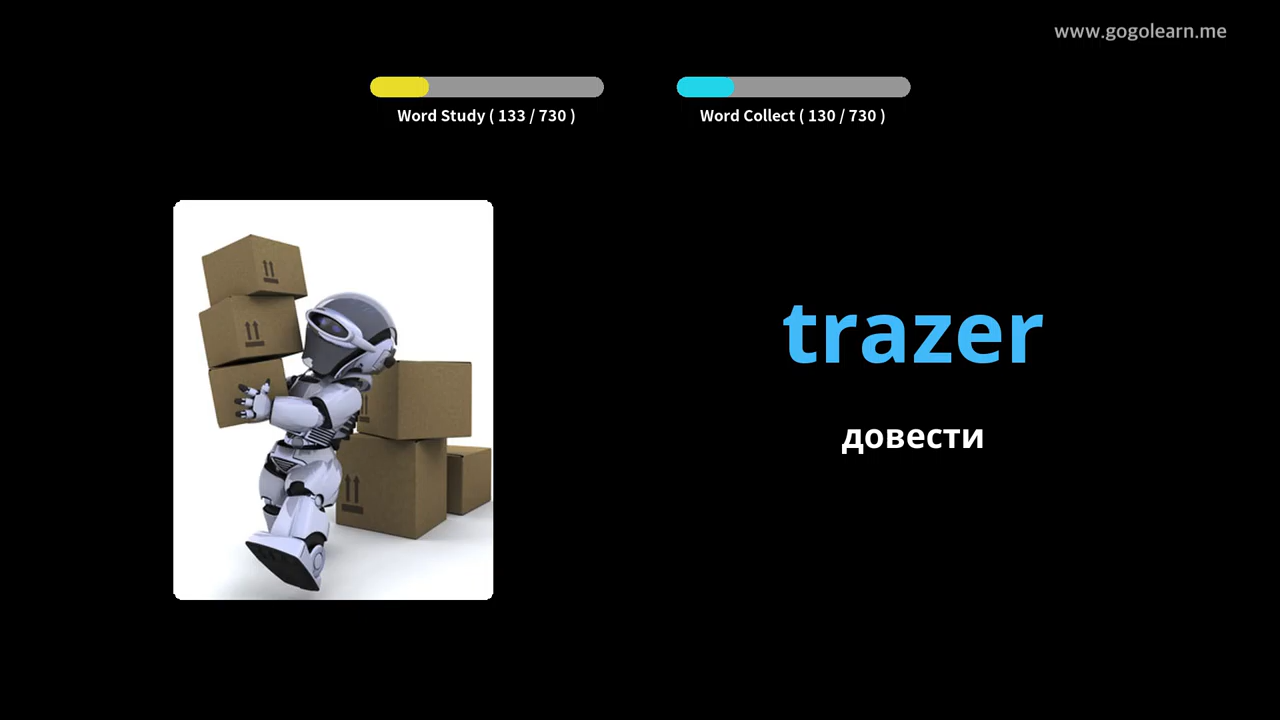 www.gogolearn.me
Word Study ( 133 / 730 )
Word Collect ( 130 / 730 )
trazer
довести